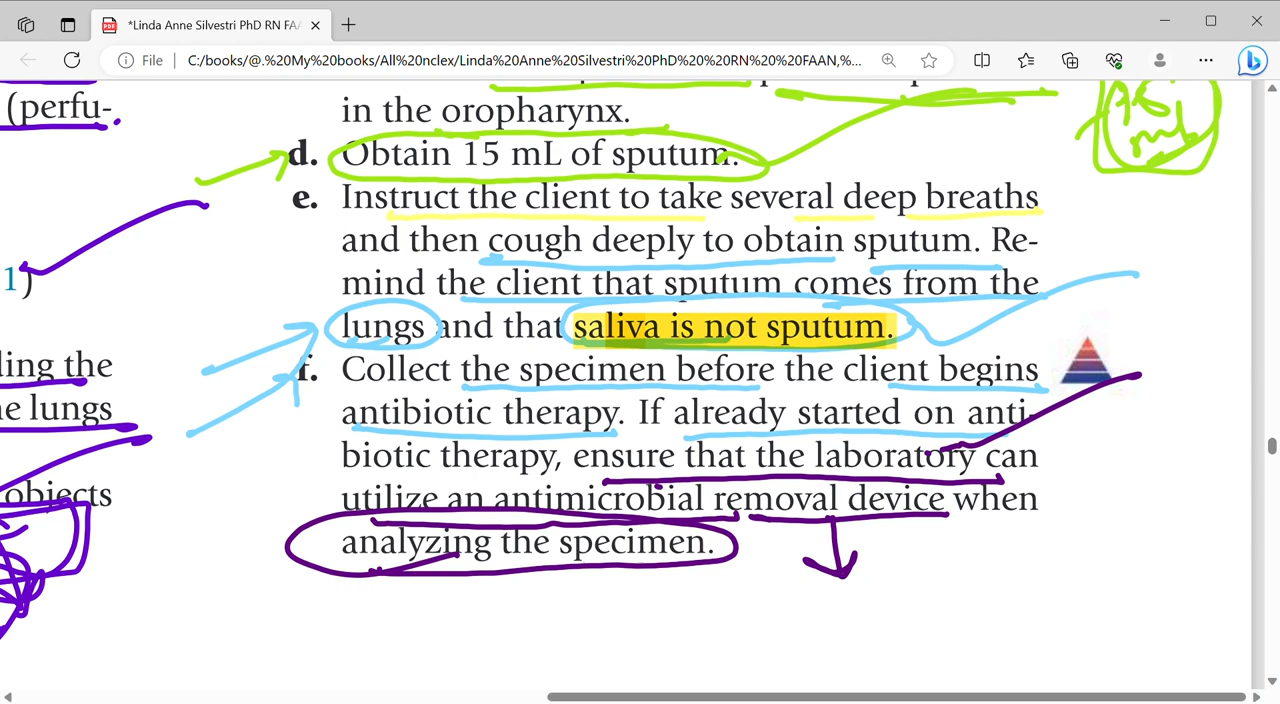 *Linda Anne Silvestri PhD RN FAA
File
C:/books/@.%20My%20books/All%20nclex/Linda%20Anne%20Silvestri%20PhD%20%20RN%20%20FAAN,%...
(perfu-
in the oropharynx.
d. Obtain 15 mL of sputum.
e. Instruct the client to take several deep breaths
and then cough deeply to obtain sputum. Re-
1)
mind the client that sputum comes from the
lungs and that saliva is not sputum.
ding the
f. Collect the specimen before the client begins
e lungs
antibiotic therapy. If already started on anti-
biotic therapy, ensure that the laboratory can
objects
utilize an antimicrobial removal device when
analyzing the specimen.